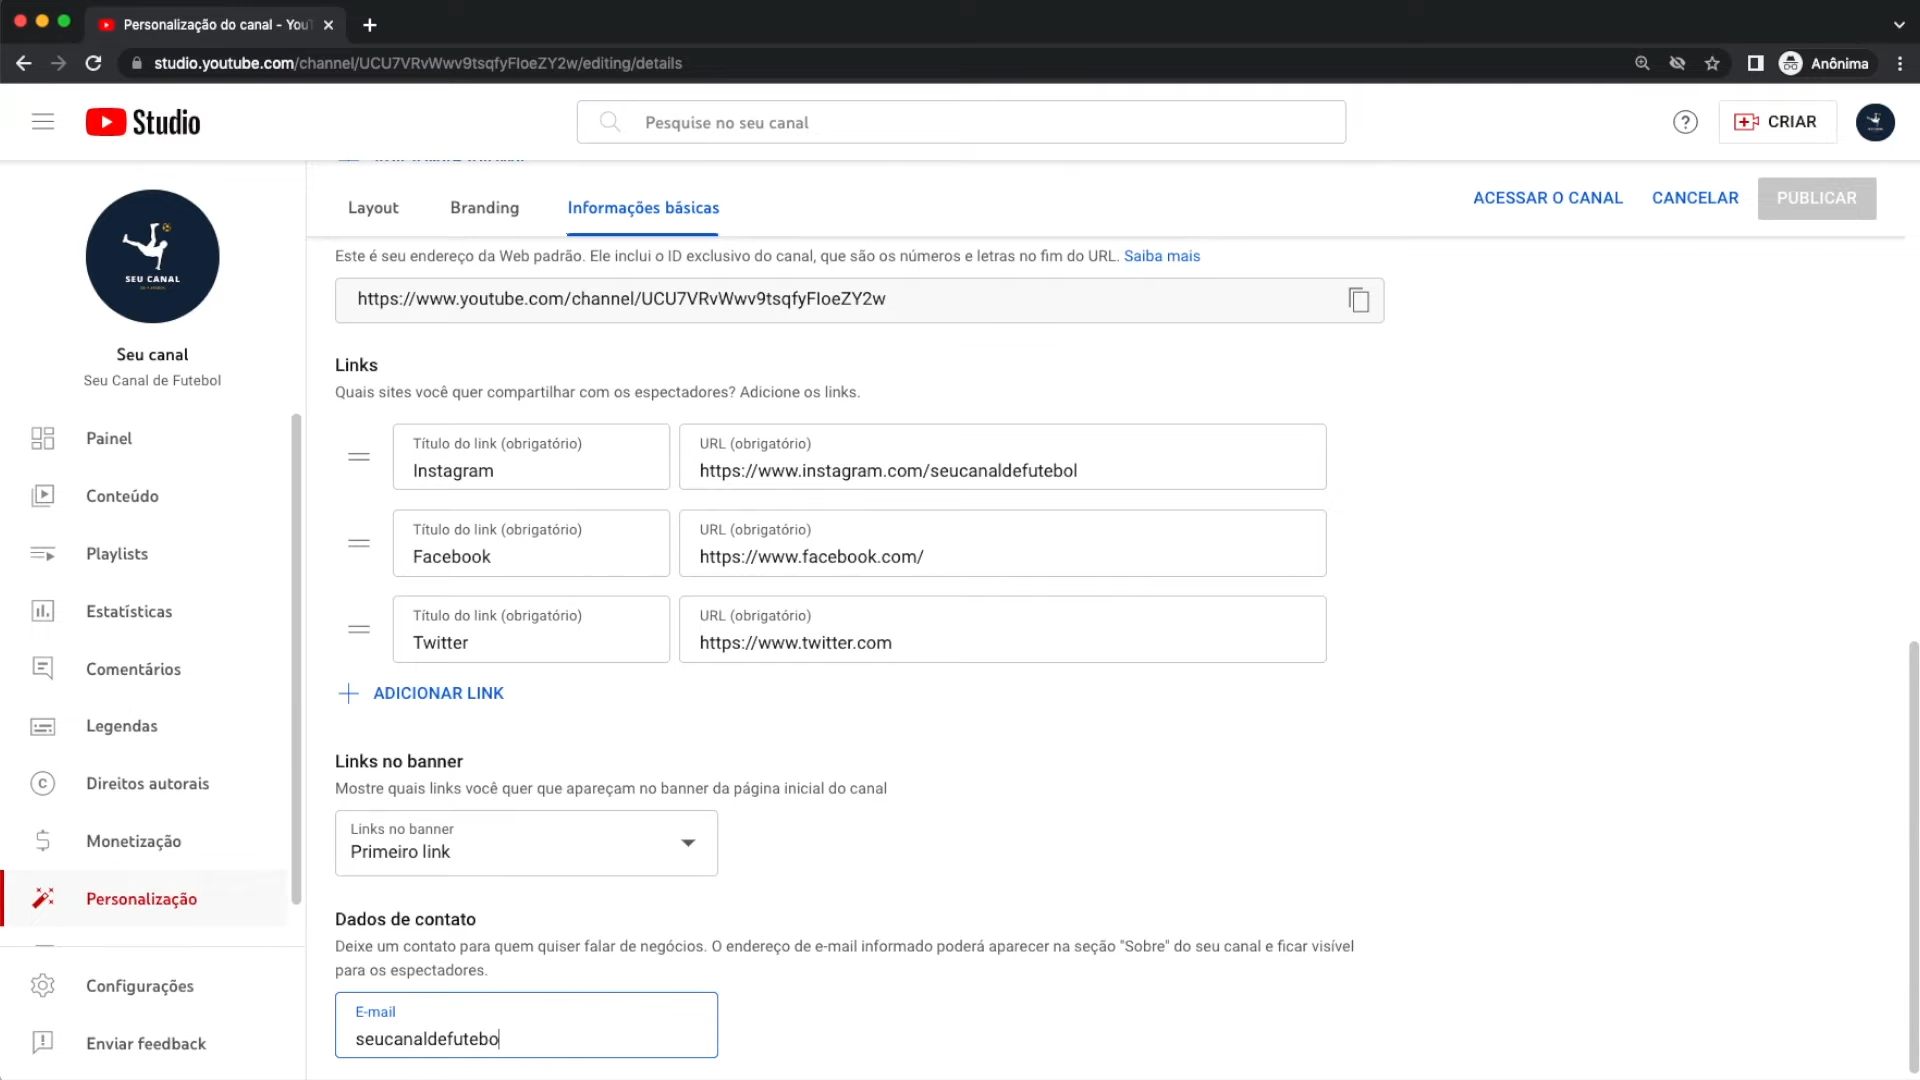 Personalização do canal - You
studio.youtube.com/channel/UCU7VRvWwv9tsqfyFIoeZY2w/editing/details
Anônima
Studio
Pesquise no seu canal
CRIAR
SEU CANAL
Seu canal
Seu Canal de Futebol
Painel
Conteúdo
Playlists
Estatísticas
Comentários
Legendas
Direitos autorais
Monetização
Personalização
Configurações
Enviar feedback
Layout
Branding
Informações básicas
ACESSAR O CANAL
CANCELAR
PUBLICAR
Este é seu endereço da Web padrão. Ele inclui o ID exclusivo do canal, que são os números e letras no fim do URL. Saiba mais
https://www.youtube.com/channel/UCU7VRvWwv9tsqfyFIoeZY2w
Links
Quais sites você quer compartilhar com os espectadores? Adicione os links.
Título do link (obrigatório)
Instagram
URL (obrigatório)
https://www.instagram.com/seucanaldefutebol
Título do link (obrigatório)
Facebook
URL (obrigatório)
https://www.facebook.com/
Título do link (obrigatório)
Twitter
URL (obrigatório)
https://www.twitter.com
ADICIONAR LINK
Links no banner
Mostre quais links você quer que apareçam no banner da página inicial do canal
Links no banner
Primeiro link
Dados de contato
Deixe um contato para quem quiser falar de negócios. O endereço de e-mail informado poderá aparecer na seção "Sobre" do seu canal e ficar visível
para os espectadores.
E-mail
seucanaldefutebo